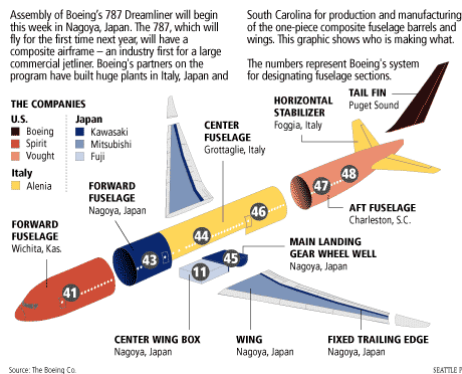 Assembly of Boeing's 787 Dreamliner will begin
this week in Nagoya, Japan. The 787, which will
fly for the first time next year, will have a
composite airframe – an industry first for a large
commercial jetliner. Boeing's partners on the
program have built huge plants in Italy, Japan and
South Carolina for production and manufacturing
of the one-piece composite fuselage barrels and
wings. This graphic shows who is making what.
The numbers represent Boeing's system
for designating fuselage sections.
THE COMPANIES
U.S.
Boeing
Spirit
Vought
Italy
Alenia
Japan
Kawasaki
Mitsubishi
Fuji
TAIL FIN
Puget Sound
HORIZONTAL
STABILIZER
Foggia, Italy
CENTER
FUSELAGE
Grottaglie, Italy
FORWARD
FUSELAGE
Nagoya, Japan
FORWARD
FUSELAGE
Wichita, Kas.
41
43
44
46
47
48
11
45
AFT FUSELAGE
Charleston, S.C.
MAIN LANDING
GEAR WHEEL WELL
Nagoya, Japan
CENTER WING BOX
Nagoya, Japan
WING
Nagoya, Japan
FIXED TRAILING EDGE
Nagoya, Japan
Source: The Boeing Co.
SEATTLE P